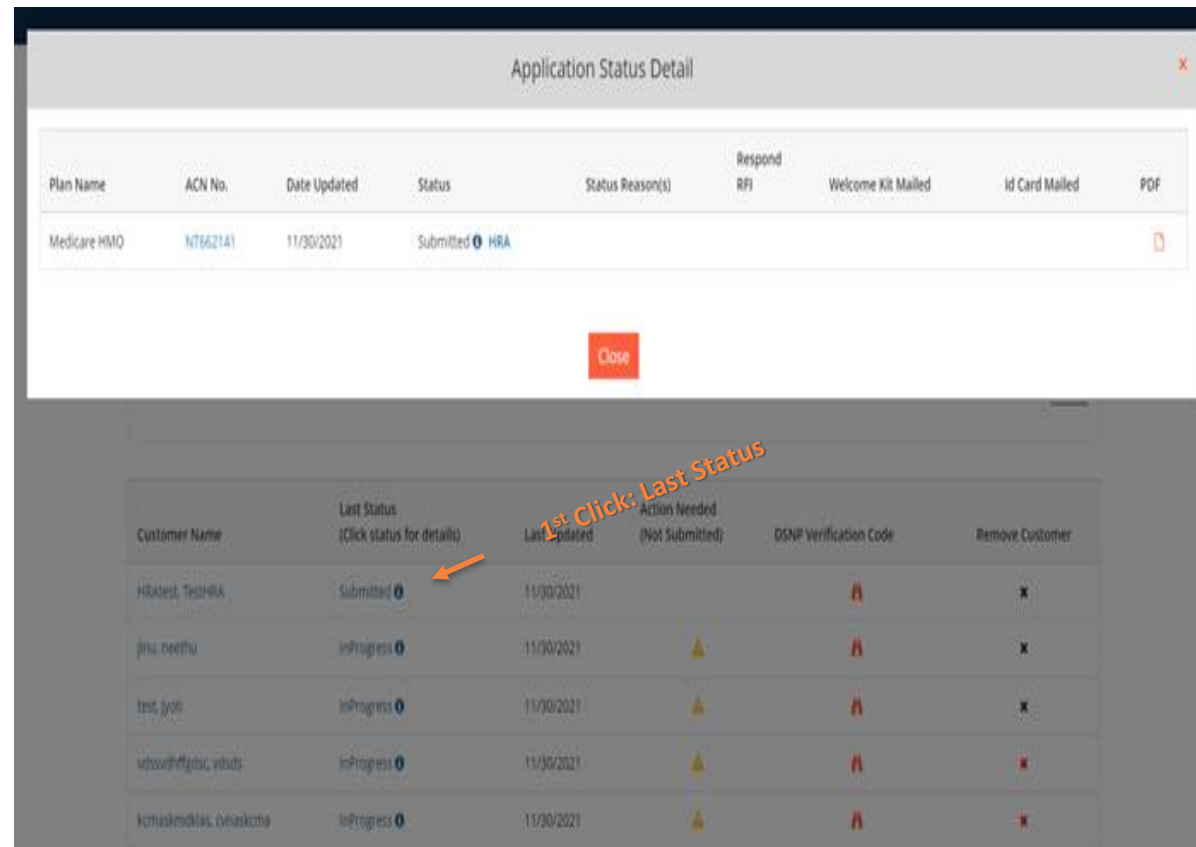 Application Status Detail
x
Respond
Plan Name ACN No. Date Updated Status Status Reason(s) RFI Welcome Kit Mailed Id Card Mailed PDF
Medicare HMO NT662141 11/30/2021 Submitted HRA
Close
1st Click: Last Status
Last Status Action Needed
Customer Name (Click status for details) Last Updated (Not Submitted) DSNP Verification Code Remove Customer
HRAtest, TestHRA Submitted 11/30/2021
jinu, neethu InProgress 11/30/2021
test, jyoti InProgress 11/30/2021
InProgress 11/30/2021
InProgress 11/30/2021